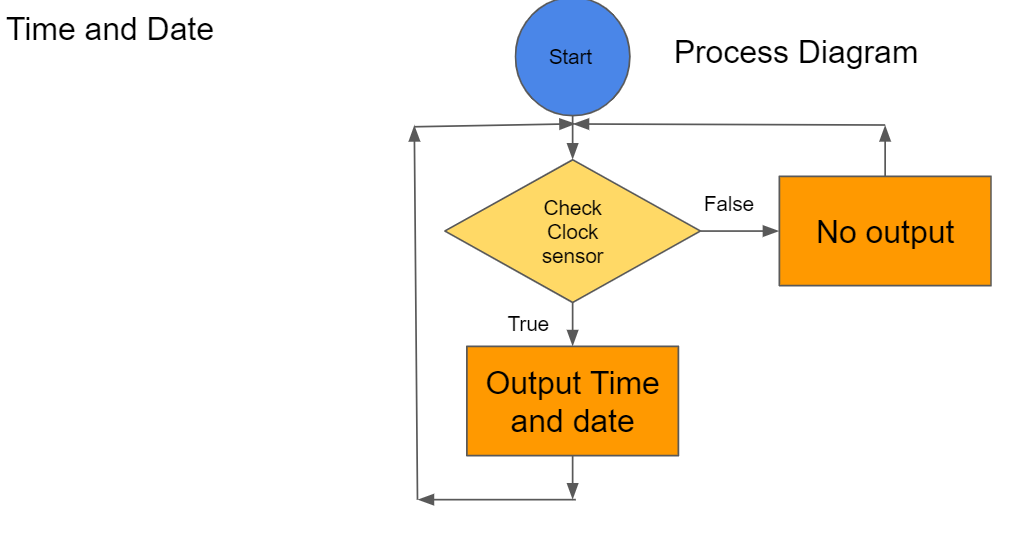 Time and Date
Start
Process Diagram
Check
Clock
sensor
False
No output
True
Output Time
and date